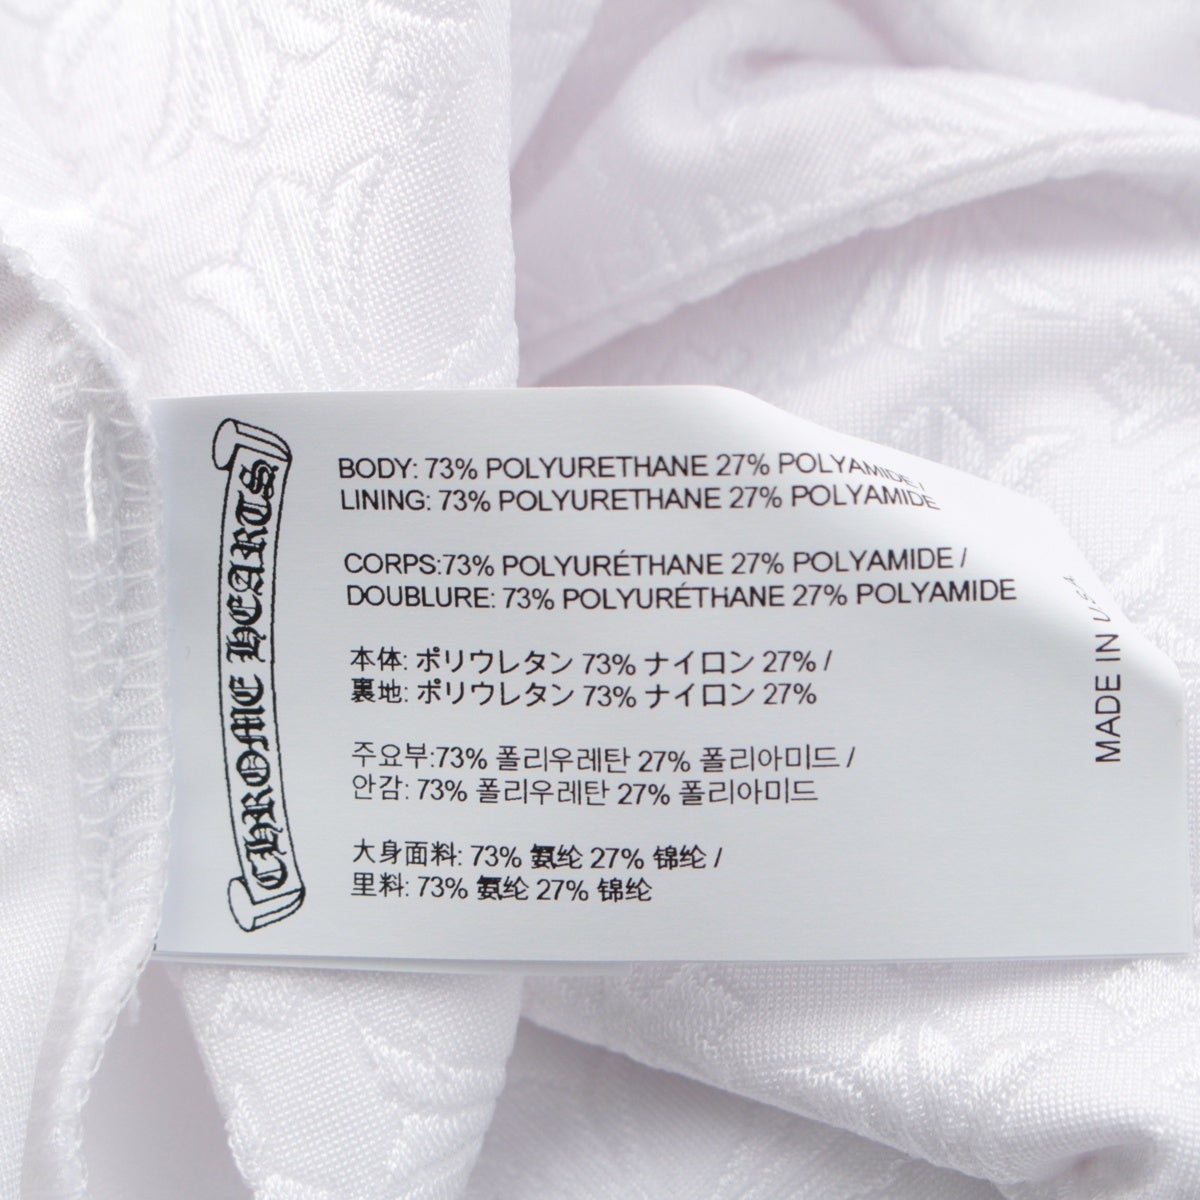 CHROME HEARTS
BODY: 73% POLYURETHANE 27% POLYAMIDE /
LINING: 73% POLYURETHANE 27% POLYAMIDE
CORPS:73% POLYURÉTHANE 27% POLYAMIDE /
DOUBLURE: 73% POLYURÉTHANE 27% POLYAMIDE
本体: ポリウレタン 73% ナイロン 27% /
裏地: ポリウレタン 73% ナイロン 27%
주요부:73% 폴리우레탄 27% 폴리아미드 /
안감: 73% 폴리우레탄 27% 폴리아미드
大身面料: 73% 氨纶 27% 锦纶 /
里料: 73% 氨纶 27% 锦纶
MADE IN U.S.A.